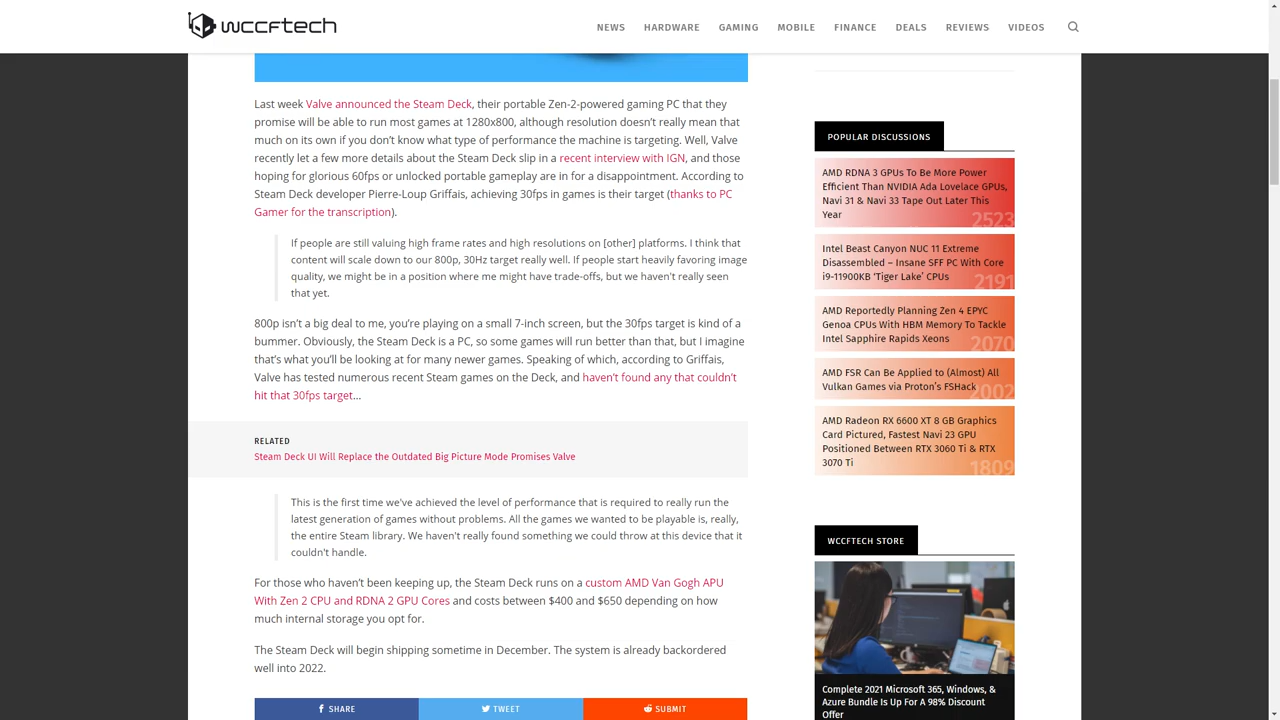 wccftech
NEWS HARDWARE GAMING MOBILE FINANCE DEALS REVIEWS VIDEOS
Last week Valve announced the Steam Deck, their portable Zen-2-powered gaming PC that they
promise will be able to run most games at 1280x800, although resolution doesn’t really mean that
much on its own if you don’t know what type of performance the machine is targeting. Well, Valve
recently let a few more details about the Steam Deck slip in a recent interview with IGN, and those
hoping for glorious 60fps or unlocked portable gameplay are in for a disappointment. According to
Steam Deck developer Pierre-Loup Griffais, achieving 30fps in games is their target (thanks to PC
Gamer for the transcription).
If people are still valuing high frame rates and high resolutions on [other] platforms. I think that
content will scale down to our 800p, 30Hz target really well. If people start heavily favoring image
quality, we might be in a position where me might have trade-offs, but we haven't really seen
that yet.
800p isn’t a big deal to me, you’re playing on a small 7-inch screen, but the 30fps target is kind of a
bummer. Obviously, the Steam Deck is a PC, so some games will run better than that, but I imagine
that’s what you’ll be looking at for many newer games. Speaking of which, according to Griffais,
Valve has tested numerous recent Steam games on the Deck, and haven’t found any that couldn’t
hit that 30fps target…
RELATED
Steam Deck UI Will Replace the Outdated Big Picture Mode Promises Valve
This is the first time we've achieved the level of performance that is required to really run the
latest generation of games without problems. All the games we wanted to be playable is, really,
the entire Steam library. We haven't really found something we could throw at this device that it
couldn't handle.
For those who haven’t been keeping up, the Steam Deck runs on a custom AMD Van Gogh APU
With Zen 2 CPU and RDNA 2 GPU Cores and costs between $400 and $650 depending on how
much internal storage you opt for.
The Steam Deck will begin shipping sometime in December. The system is already backordered
well into 2022.
SHARE TWEET SUBMIT
POPULAR DISCUSSIONS
AMD RDNA 3 GPUs To Be More Power
Efficient Than NVIDIA Ada Lovelace GPUs,
Navi 31 & Navi 33 Tape Out Later This
Year
2523
Intel Beast Canyon NUC 11 Extreme
Disassembled – Insane SFF PC With Core
i9-11900KB ‘Tiger Lake’ CPUs
2191
AMD Reportedly Planning Zen 4 EPYC
Genoa CPUs With HBM Memory To Tackle
Intel Sapphire Rapids Xeons
2070
AMD FSR Can Be Applied to (Almost) All
Vulkan Games via Proton’s FSHack
2002
AMD Radeon RX 6600 XT 8 GB Graphics
Card Pictured, Fastest Navi 23 GPU
Positioned Between RTX 3060 Ti & RTX
3070 Ti
1809
WCCFTECH STORE
Complete 2021 Microsoft 365, Windows, &
Azure Bundle Is Up For A 98% Discount
Offer